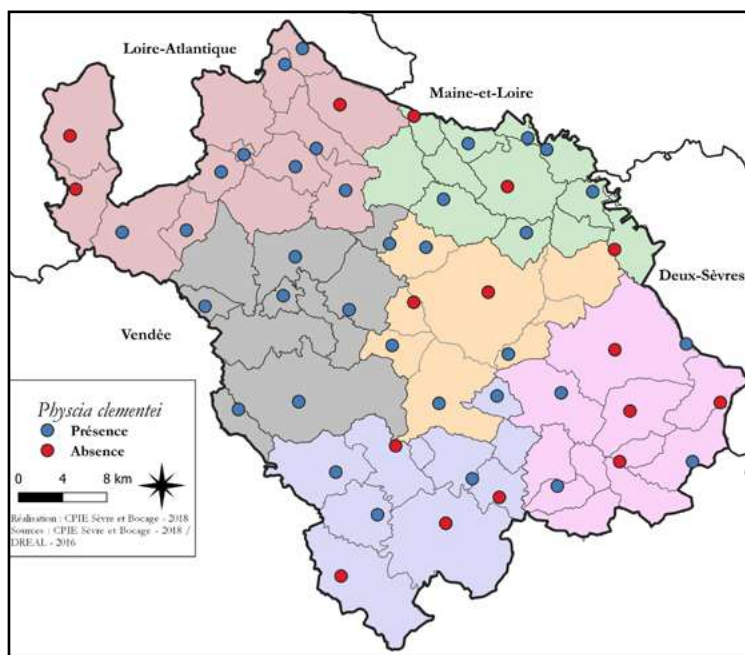 Loire-Atlantique
Maine-et-Loire
Deux-Sèvres
Vendée
Physcia clementei
Présence
Absence
0 4 8 km
Réalisation : CPIE Sèvre et Bocage - 2018
Sources : CPIE Sèvre et Bocage - 2018 /
DREAL - 2016